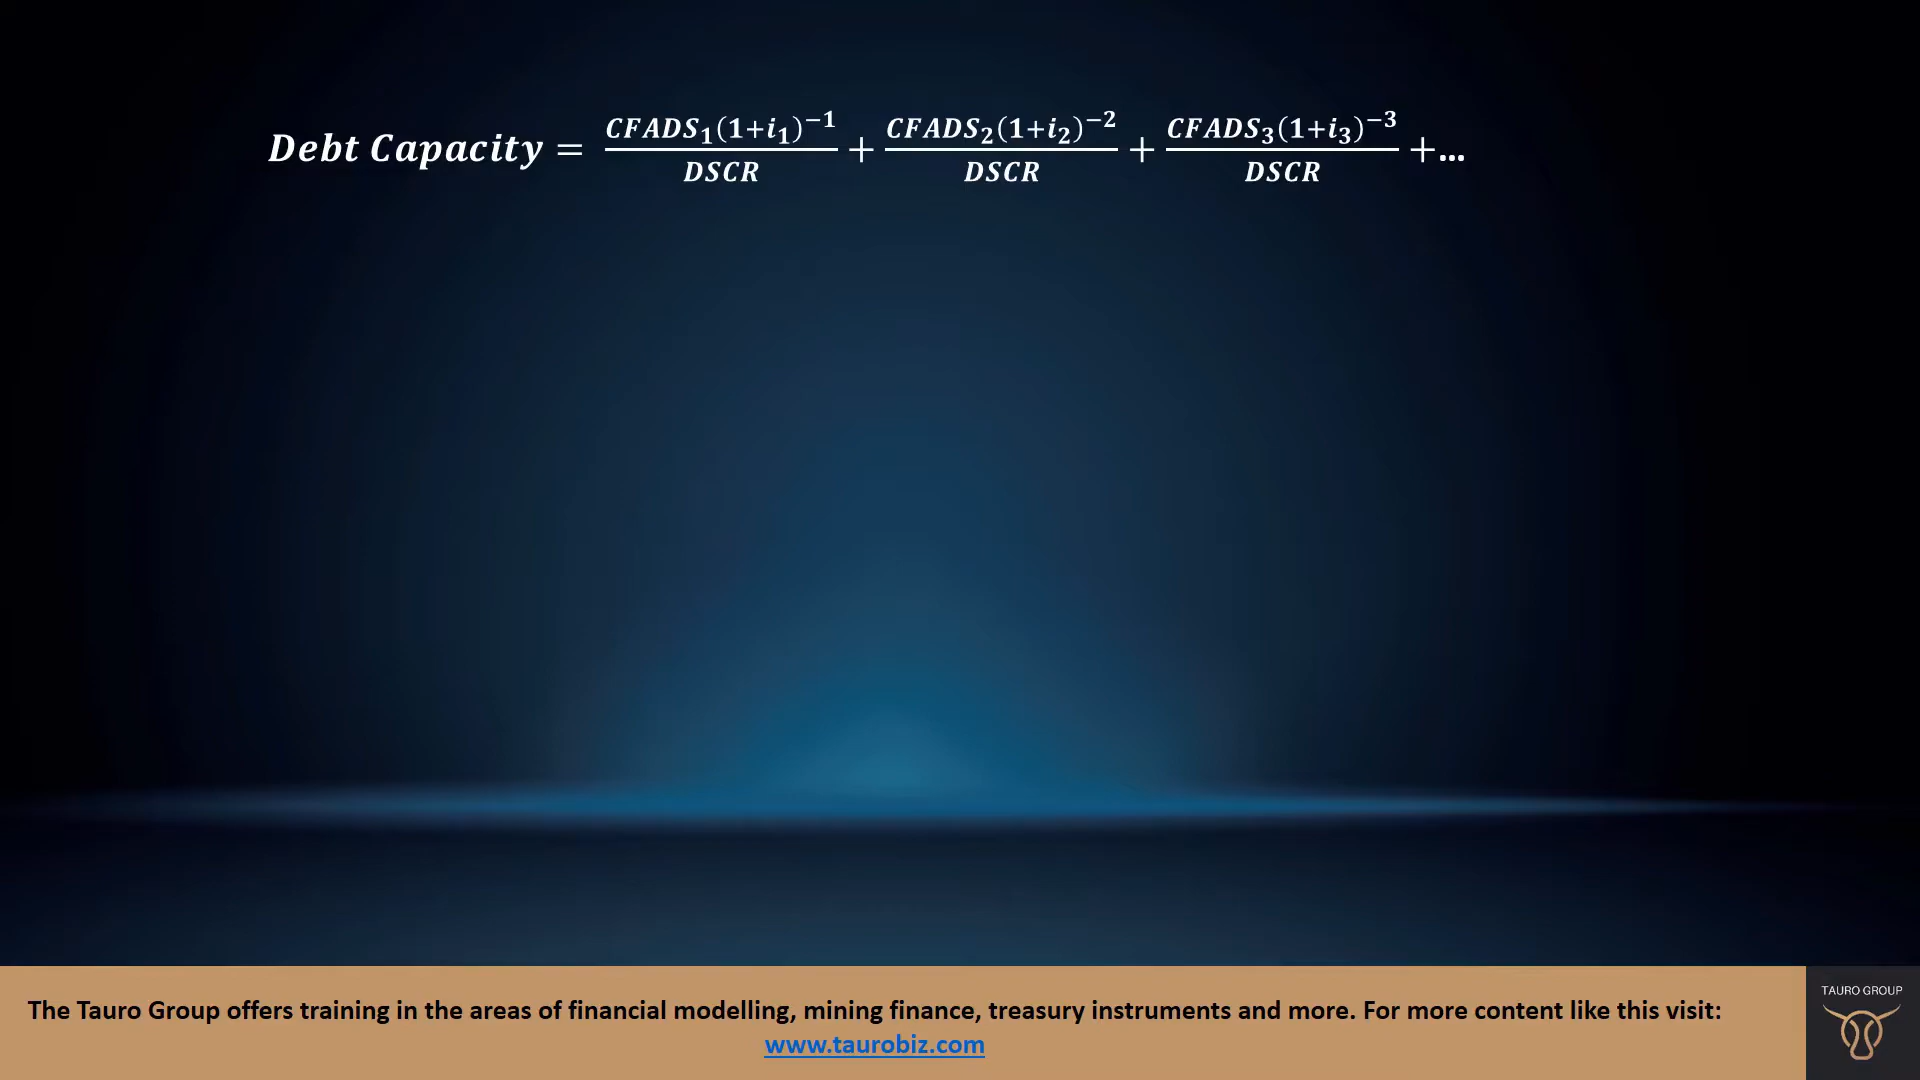 Debt Capacity = CFADS₁(1+i₁)⁻¹/DSCR + CFADS₂(1+i₂)⁻²/DSCR + CFADS₃(1+i₃)⁻³/DSCR +...
The Tauro Group offers training in the areas of financial modelling, mining finance, treasury instruments and more. For more content like this visit:
www.taurobiz.com
TAURO GROUP